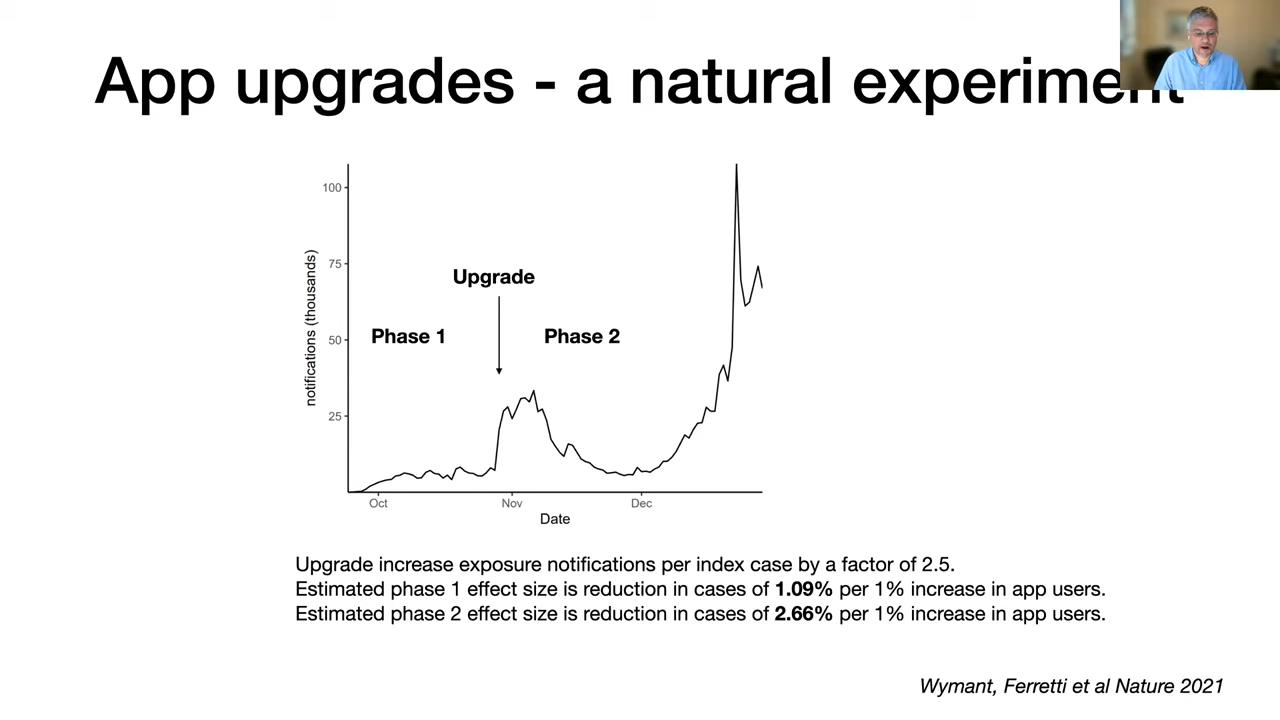 App upgrades - a natural experiment
100
75
50
25
notifications (thousands)
Upgrade
Phase 1
Phase 2
Oct
Nov
Dec
Date
Upgrade increase exposure notifications per index case by a factor of 2.5.
Estimated phase 1 effect size is reduction in cases of 1.09% per 1% increase in app users.
Estimated phase 2 effect size is reduction in cases of 2.66% per 1% increase in app users.
Wymant, Ferretti et al Nature 2021